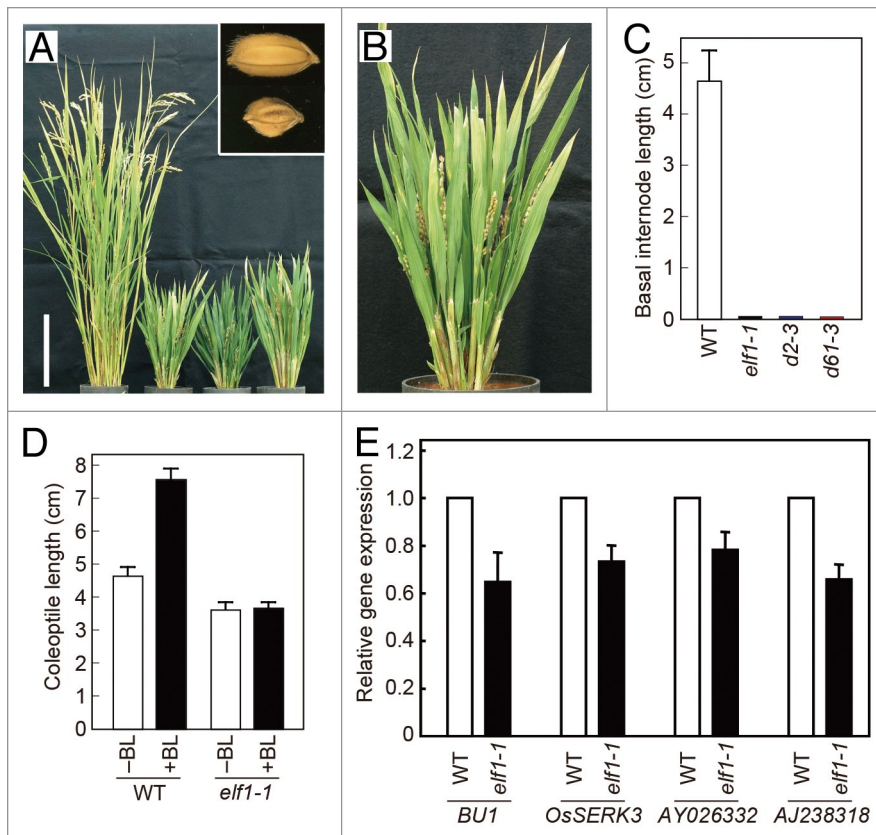 A
B
C
Basal internode length (cm)
5
4
3
2
1
0
WT
elf1-1
d2-3
d61-3
D
Coleoptile length (cm)
8
7
6
5
4
3
2
1
0
–BL
+BL
–BL
+BL
WT
elf1-1
E
Relative gene expression
1.2
1.0
0.8
0.6
0.4
0.2
0
WT
elf1-1
WT
elf1-1
WT
elf1-1
WT
elf1-1
BU1
OsSERK3
AY026332
AJ238318